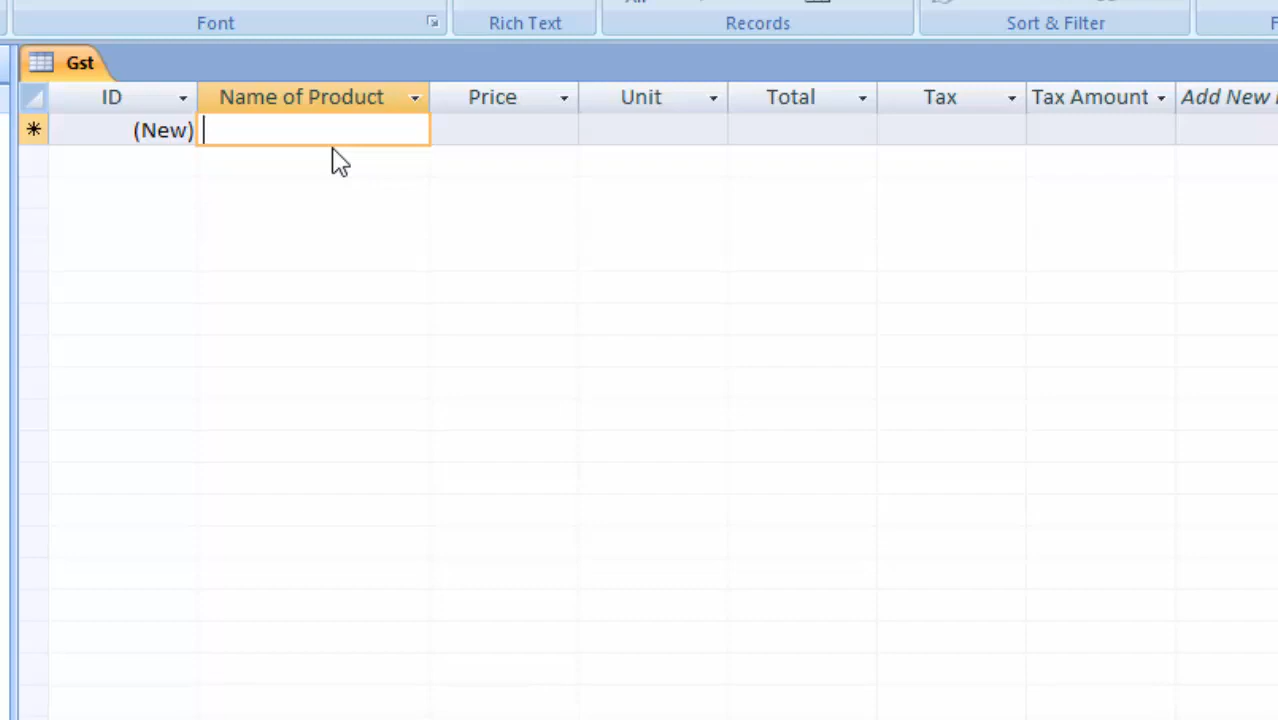 Font Rich Text Records Sort & Filter
Gst
ID Name of Product Price Unit Total Tax Tax Amount Add New
(New)